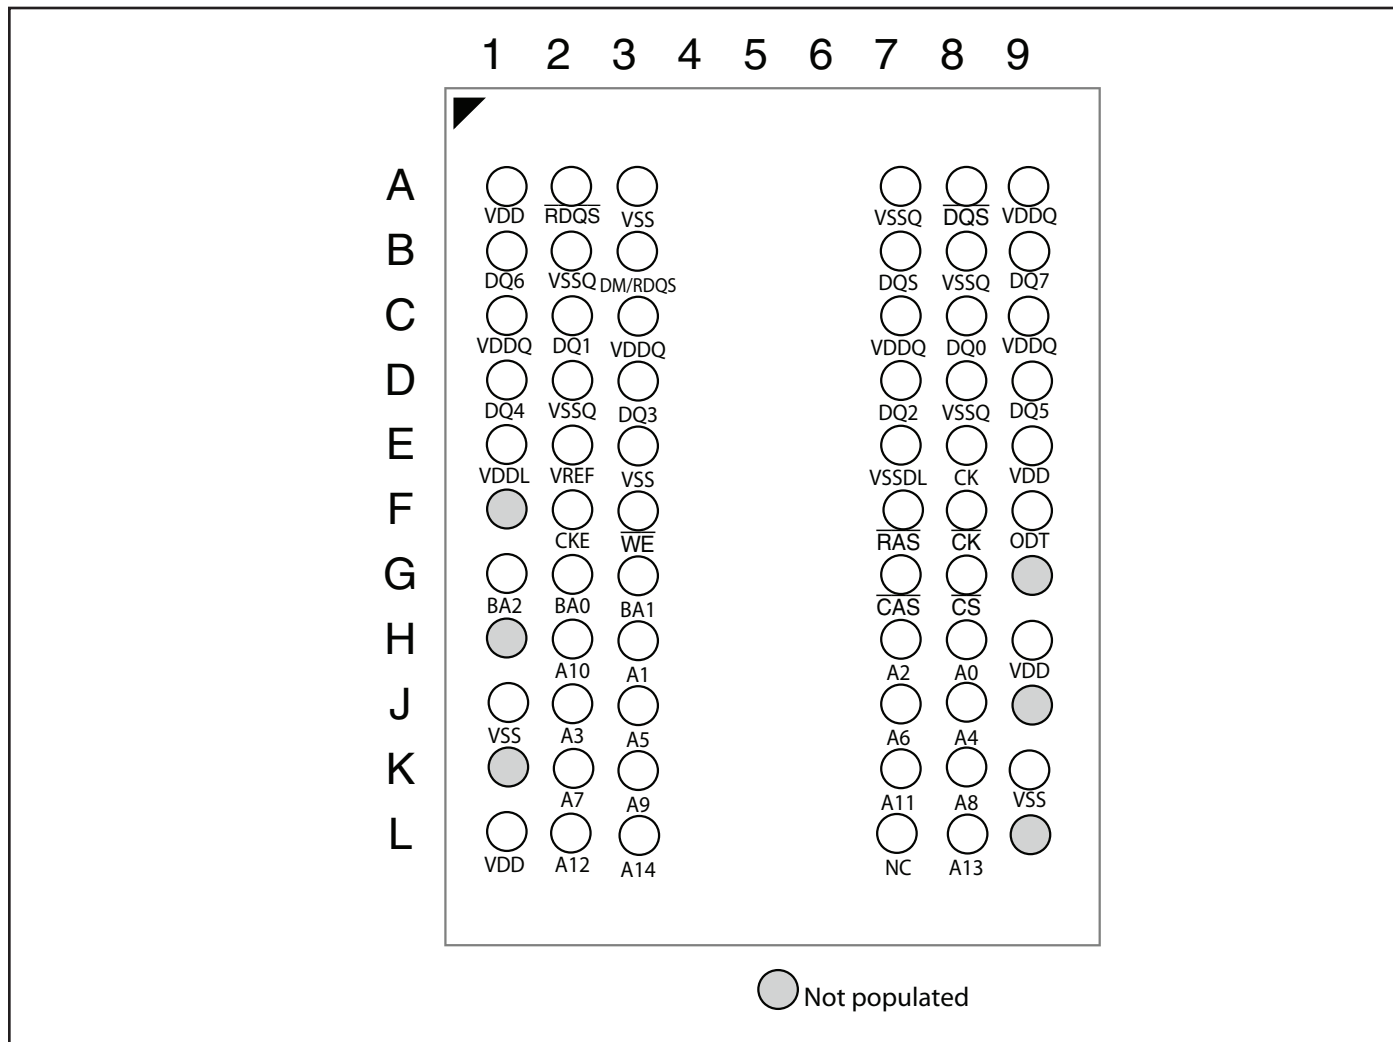 1 2 3 4 5 6 7 8 9
A
VDD RDQS VSS VSSQ DQS VDDQ
B
DQ6 VSSQ DM/RDQS DQS VSSQ DQ7
C
VDDQ DQ1 VDDQ VDDQ DQ0 VDDQ
D
DQ4 VSSQ DQ3 DQ2 VSSQ DQ5
E
VDDL VREF VSS VSSDL CK VDD
F
CKE WE RAS CK ODT
G
BA2 BA0 BA1 CAS CS
H
A10 A1 A2 A0 VDD
J
VSS A3 A5 A6 A4
K
A7 A9 A11 A8 VSS
L
VDD A12 A14 NC A13
Not populated